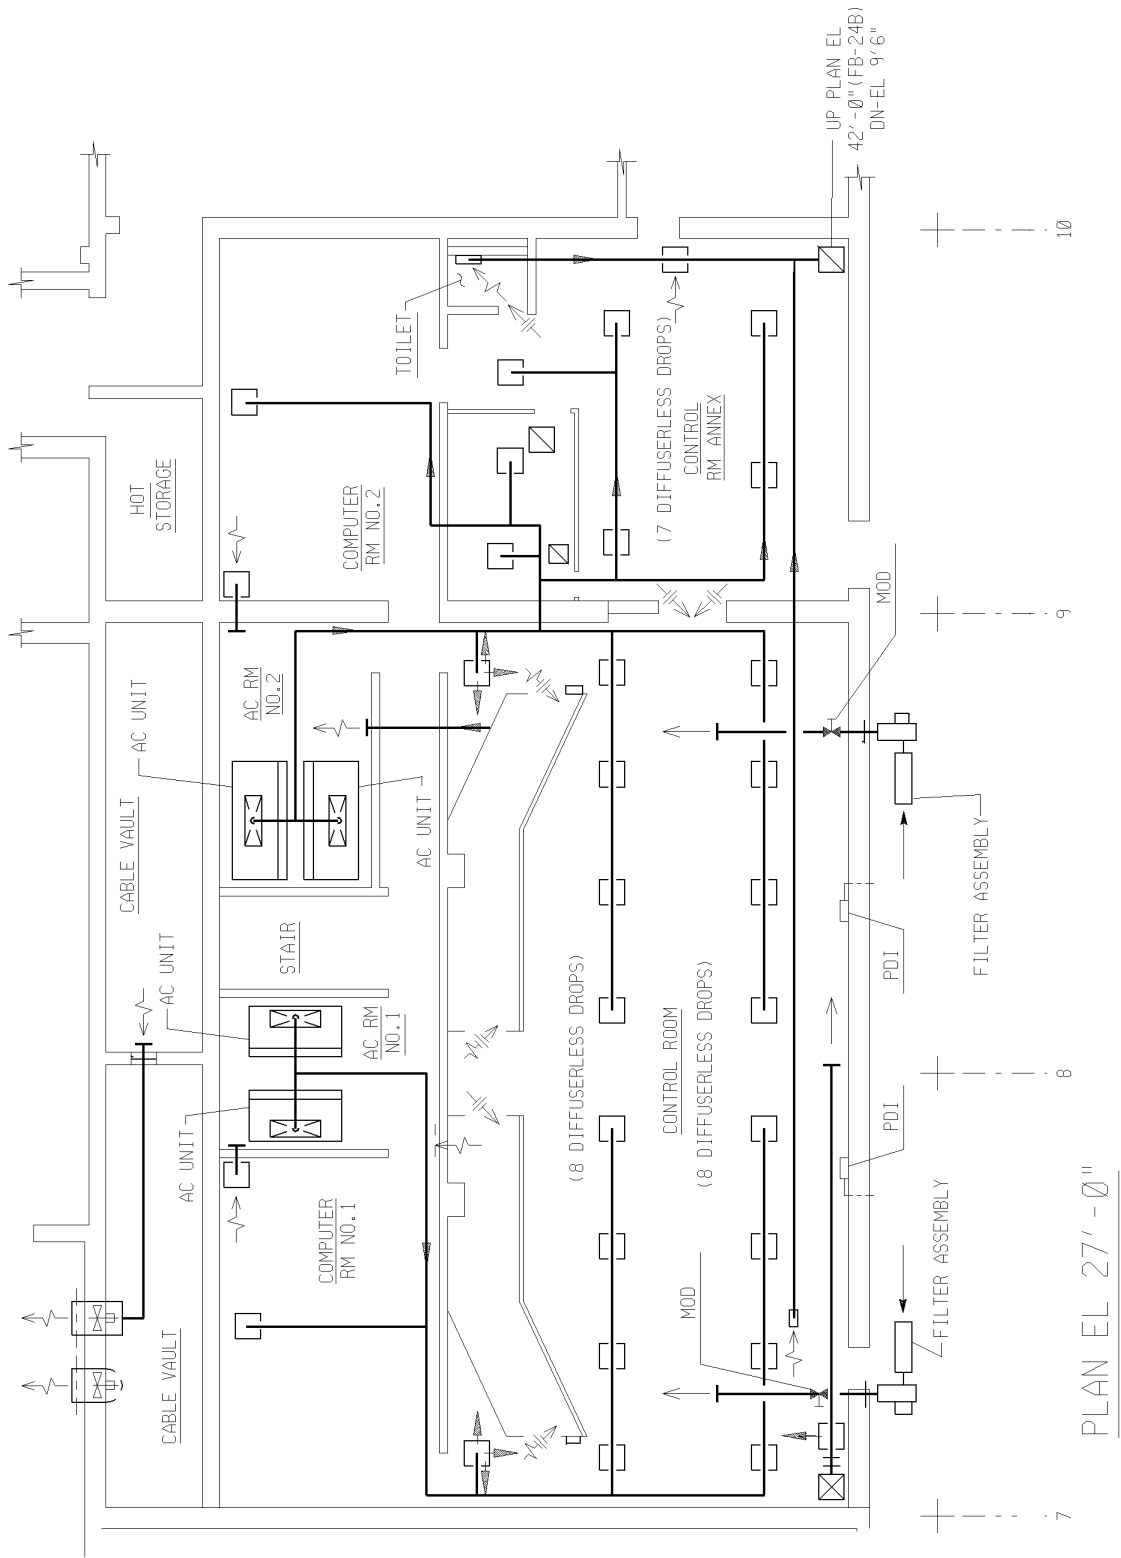 UP PLAN EL
42'-0"(FB-24B)
DN-EL 9'6"
10
TOILET
(7 DIFFUSERLESS DROPS)
CONTROL
RM ANNEX
HOT
STORAGE
COMPUTER
RM NO.2
9
MOD
AC UNIT
AC RM
NO.2
CABLE VAULT
AC UNIT
FILTER ASSEMBLY
AC UNIT
STAIR
PDI
AC RM
NO.1
(8 DIFFUSERLESS DROPS)
CONTROL ROOM
(8 DIFFUSERLESS DROPS)
8
AC UNIT
PDI
COMPUTER
RM NO.1
MOD
FILTER ASSEMBLY
CABLE VAULT
7
PLAN EL 27'-0"